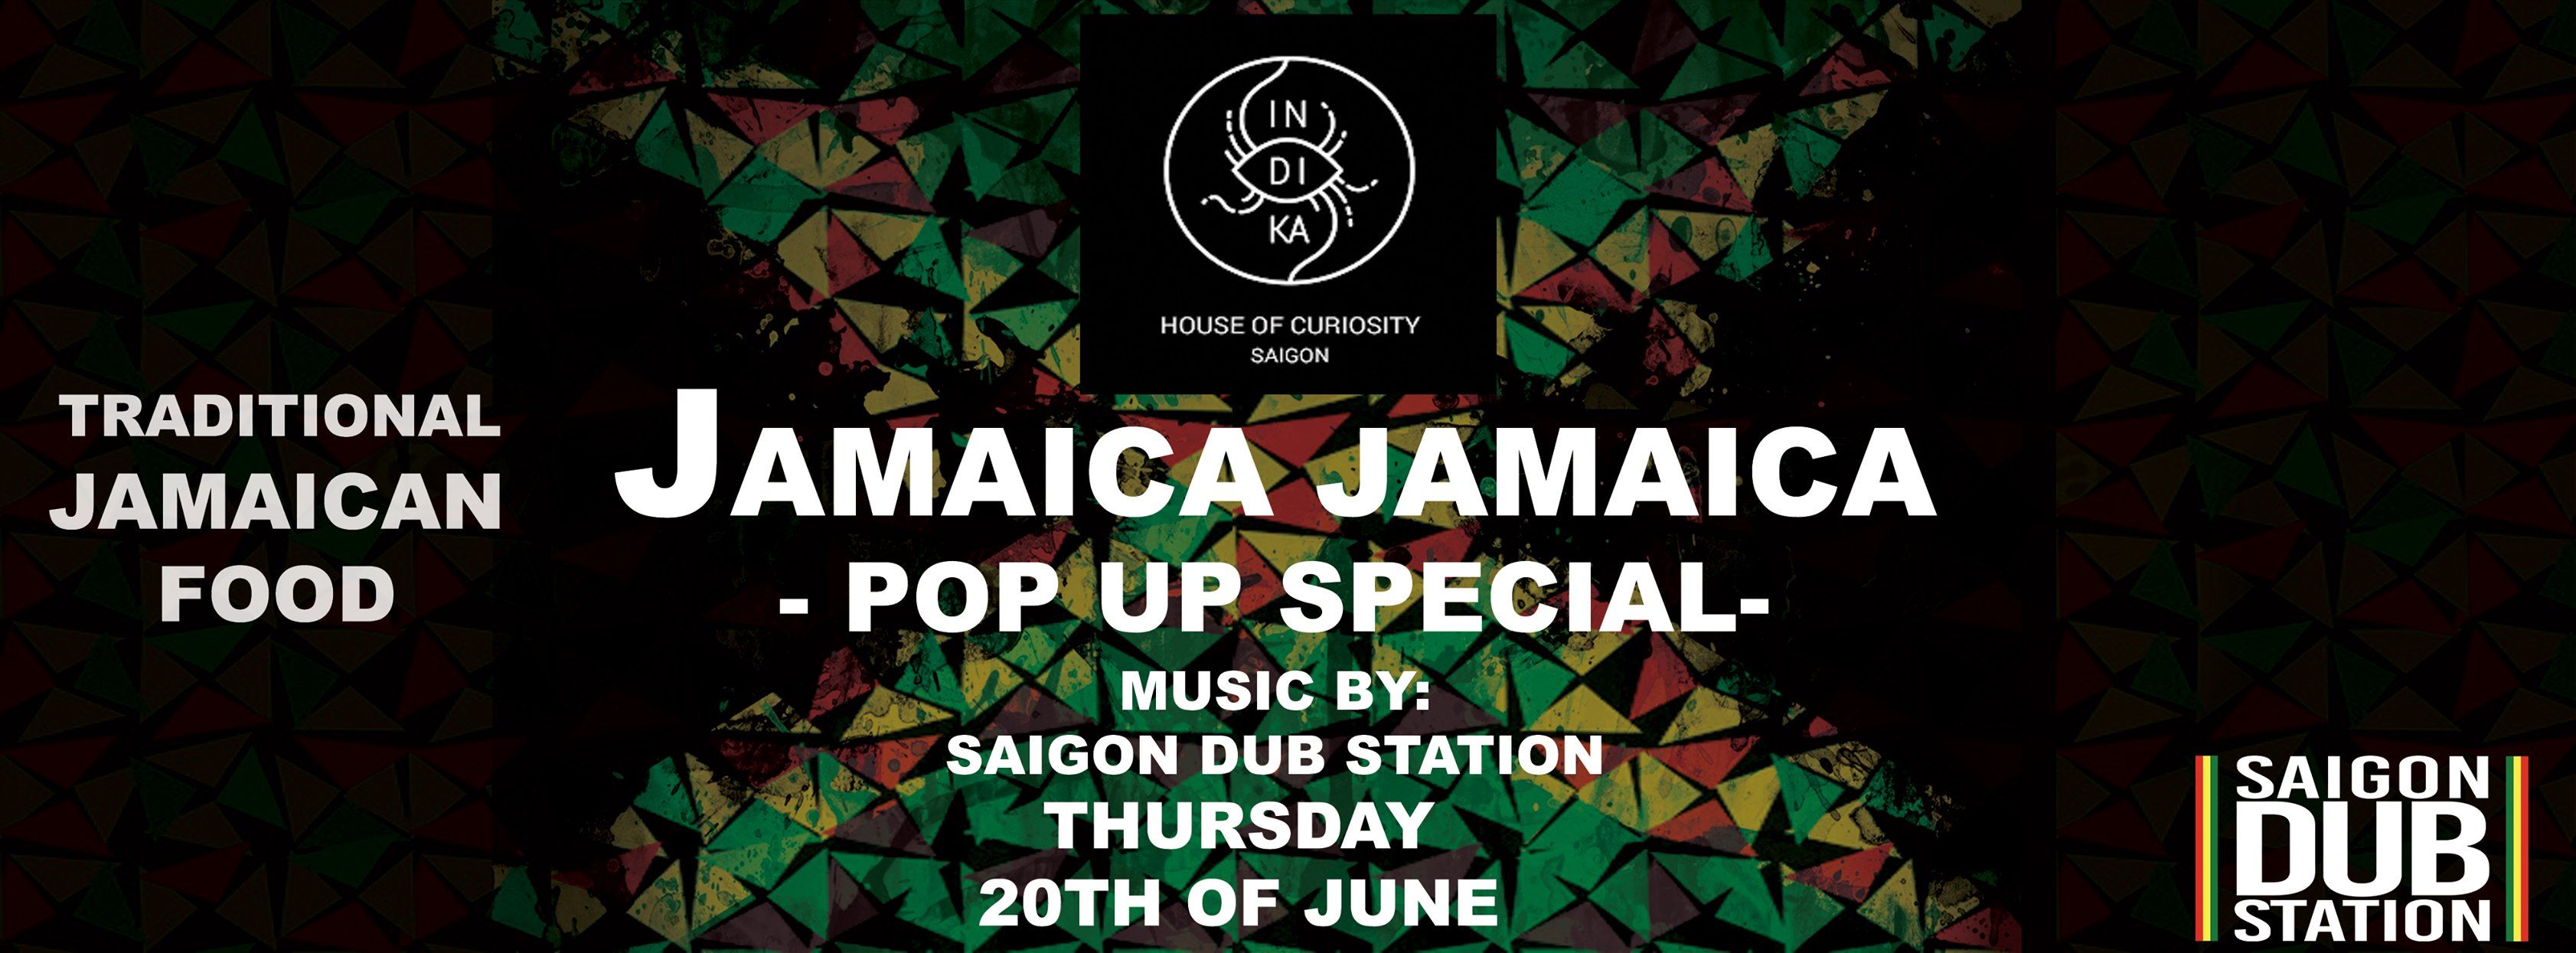 IN
DI
KA
HOUSE OF CURIOSITY
SAIGON
TRADITIONAL
JAMAICAN
FOOD
JAMAICA JAMAICA
- POP UP SPECIAL-
MUSIC BY:
SAIGON DUB STATION
THURSDAY
20TH OF JUNE
SAIGON
DUB
STATION